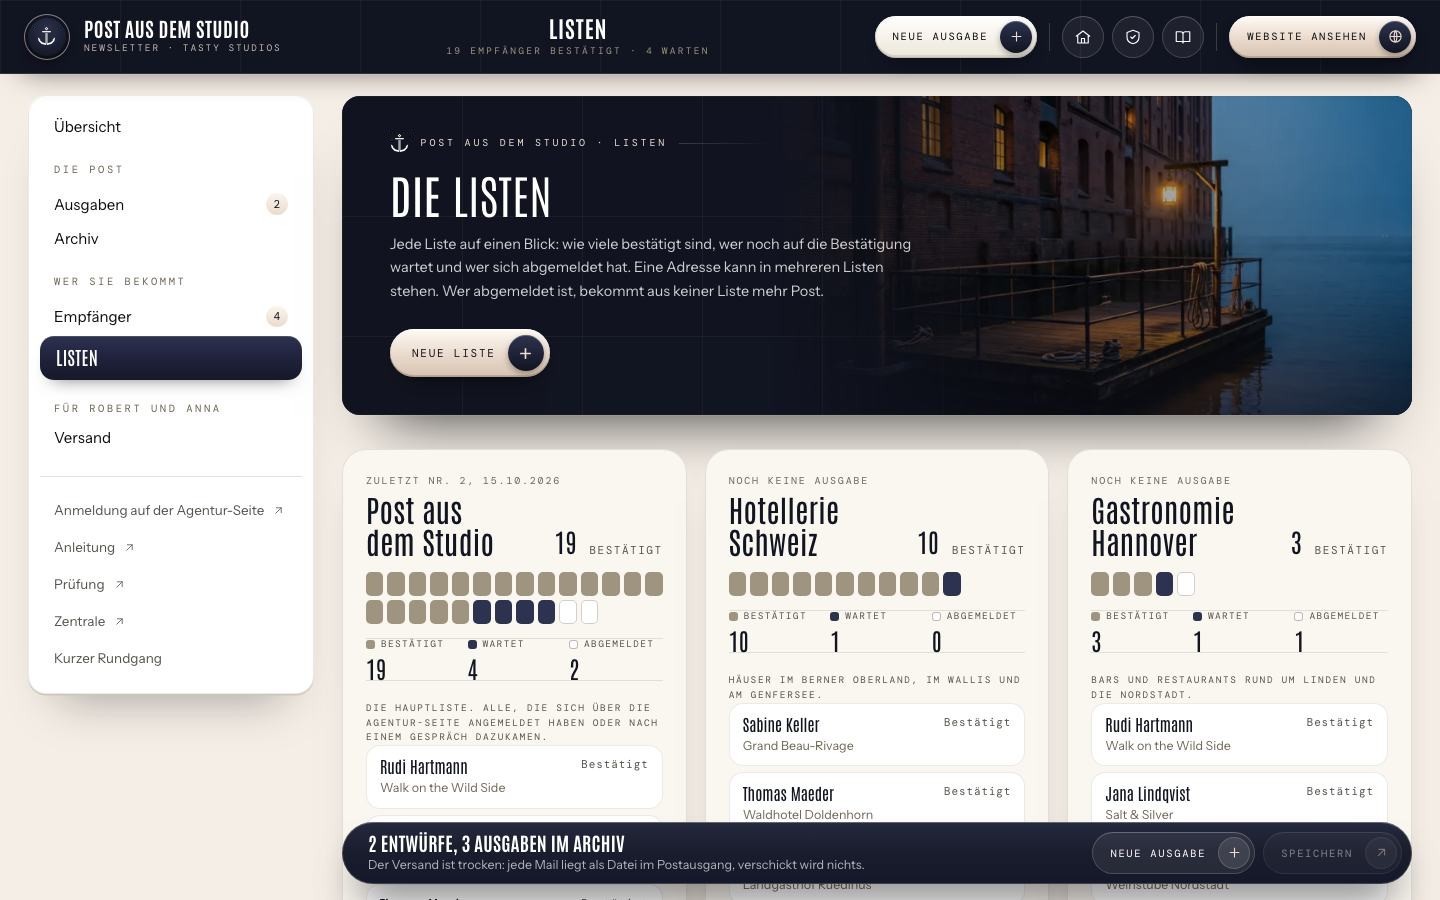 POST AUS DEM STUDIO
NEWSLETTER · TASTY STUDIOS
LISTEN
19 EMPFÄNGER BESTÄTIGT · 4 WARTEN
NEUE AUSGABE
WEBSITE ANSEHEN
Übersicht
DIE POST
Ausgaben 2
Archiv
WER SIE BEKOMMT
Empfänger 4
LISTEN
FÜR ROBERT UND ANNA
Versand
Anmeldung auf der Agentur-Seite
Anleitung
Prüfung
Zentrale
Kurzer Rundgang
POST AUS DEM STUDIO · LISTEN
DIE LISTEN
Jede Liste auf einen Blick: wie viele bestätigt sind, wer noch auf die Bestätigung
wartet und wer sich abgemeldet hat. Eine Adresse kann in mehreren Listen
stehen. Wer abgemeldet ist, bekommt aus keiner Liste mehr Post.
NEUE LISTE
ZULETZT NR. 2, 15.10.2026
Post aus
dem Studio 19 BESTÄTIGT
BESTÄTIGT WARTET ABGEMELDET
19 4 2
DIE HAUPTLISTE. ALLE, DIE SICH ÜBER DIE
AGENTUR-SEITE ANGEMELDET HABEN ODER NACH
EINEM GESPRÄCH DAZUKAMEN.
Rudi Hartmann Bestätigt
Walk on the Wild Side
NOCH KEINE AUSGABE
Hotellerie
Schweiz 10 BESTÄTIGT
BESTÄTIGT WARTET ABGEMELDET
10 1 0
HÄUSER IM BERNER OBERLAND, IM WALLIS UND
AM GENFERSEE.
Sabine Keller Bestätigt
Grand Beau-Rivage
Thomas Maeder Bestätigt
Waldhotel Doldenhorn
Landgasthof Ruedihus
NOCH KEINE AUSGABE
Gastronomie
Hannover 3 BESTÄTIGT
BESTÄTIGT WARTET ABGEMELDET
3 1 1
BARS UND RESTAURANTS RUND UM LINDEN UND
DIE NORDSTADT.
Rudi Hartmann Bestätigt
Walk on the Wild Side
Jana Lindqvist Bestätigt
Salt & Silver
Weinstube Nordstadt
2 ENTWÜRFE, 3 AUSGABEN IM ARCHIV
Der Versand ist trocken: jede Mail liegt als Datei im Postausgang, verschickt wird nichts.
NEUE AUSGABE
SPEICHERN